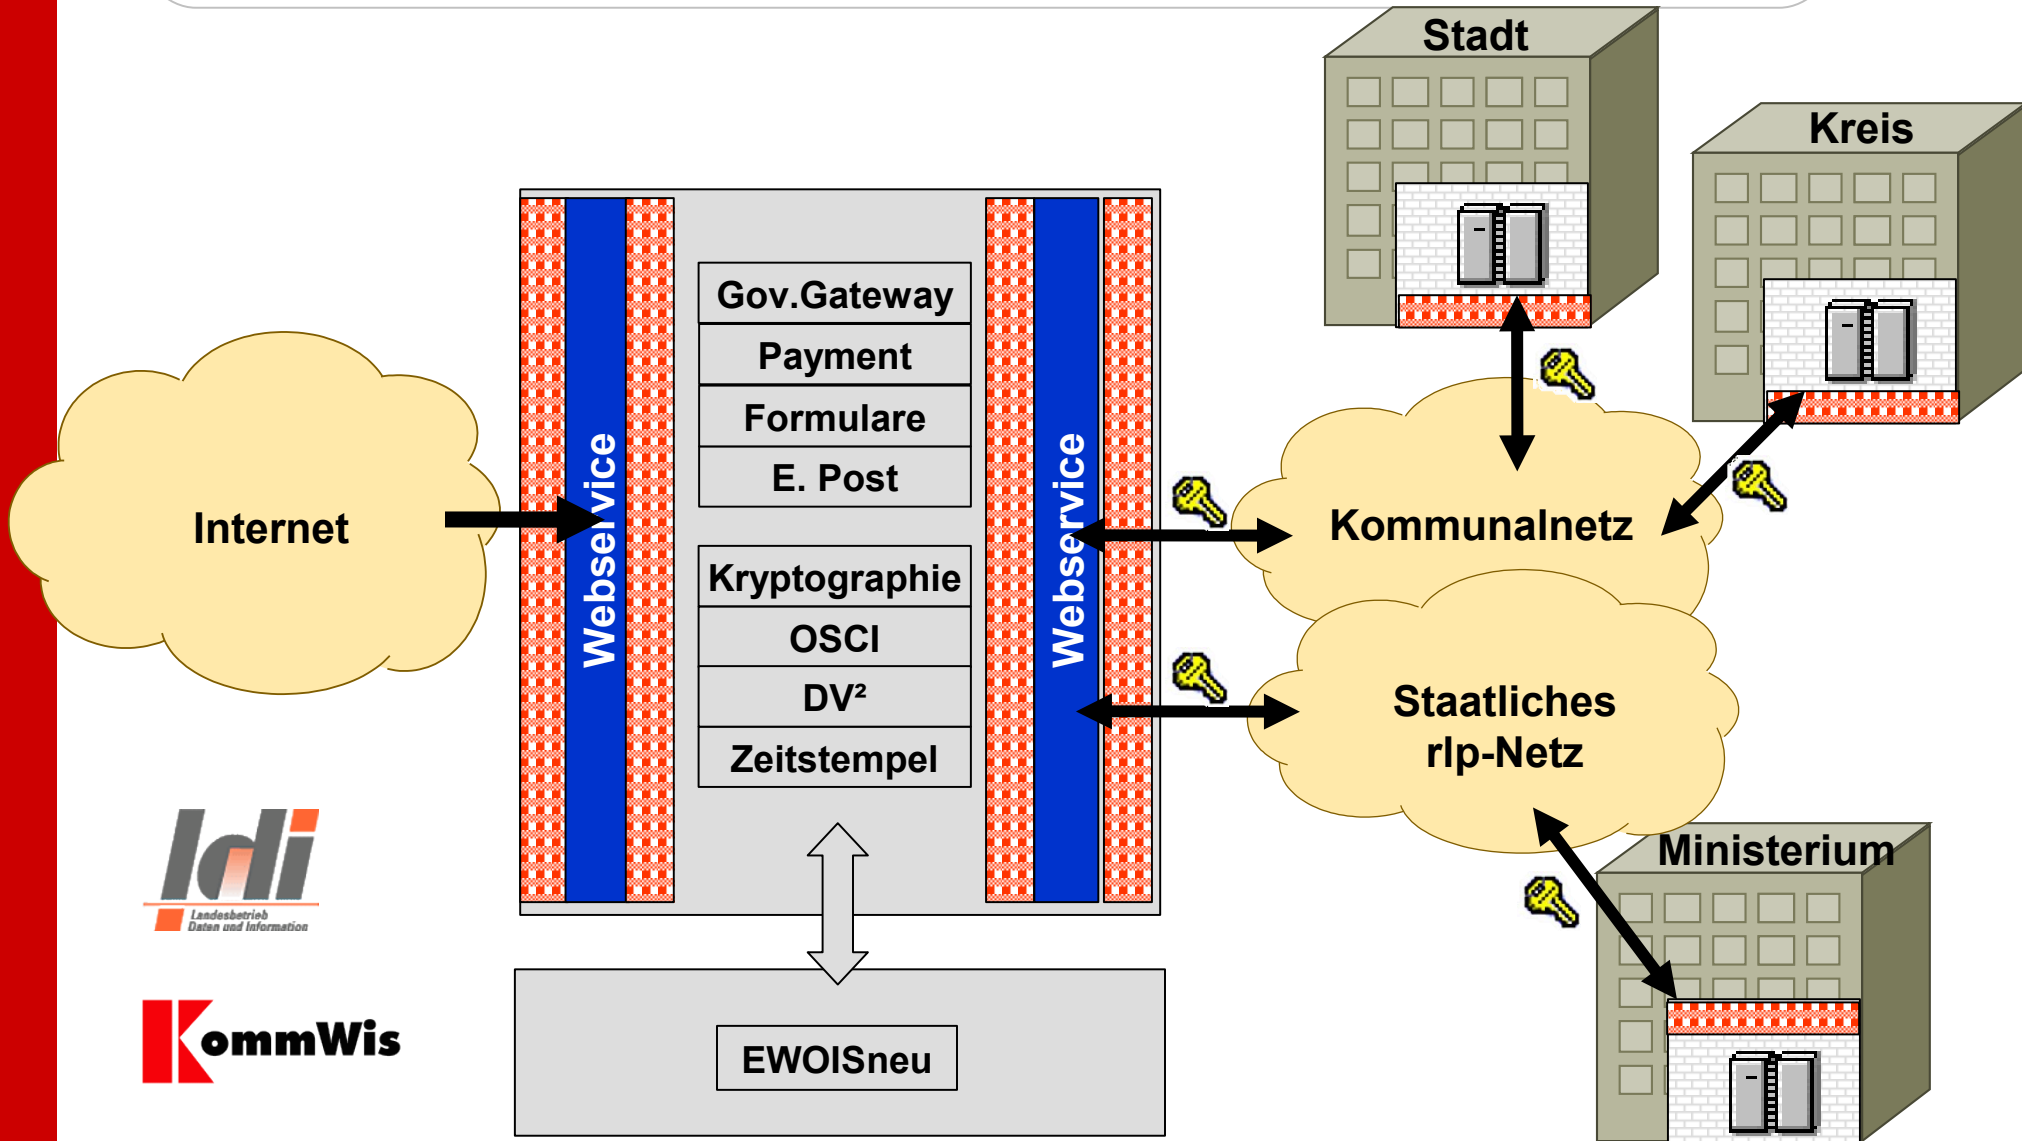 Stadt
Kreis
Gov.Gateway
Payment
Formulare
E. Post
Webservice
Webservice
Internet
Kommunalnetz
Kryptographie
OSCI
DV²
Zeitstempel
Staatliches
rlp-Netz
Ministerium
ldi
Landesbetrieb
Daten und Information
KommWis
EWOISneu